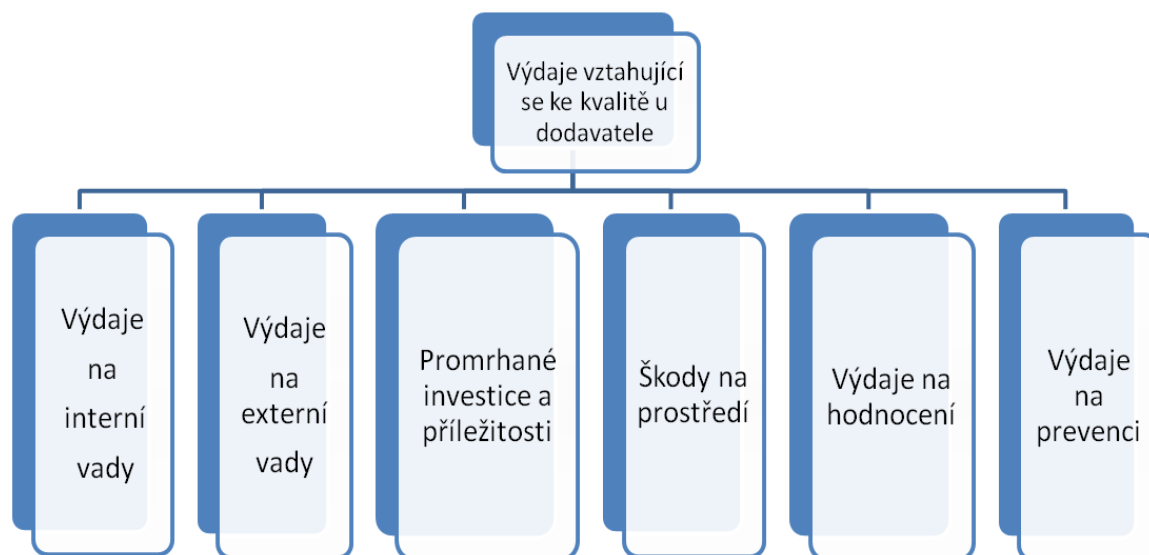 Výdaje vztahující
se ke kvalitě u
dodavatele
Výdaje
na
interní
vady
Výdaje
na
externí
vady
Promrhané
investice a
příležitosti
Škody na
prostředí
Výdaje na
hodnocení
Výdaje
na
prevenci